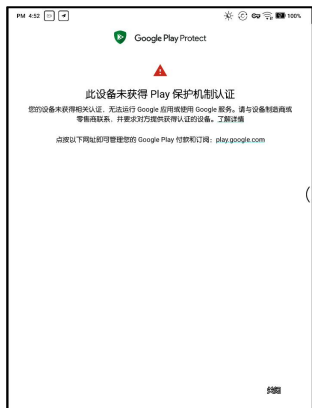 PM 4:52 100%
Google Play Protect
此设备未获得 Play 保护机制认证
您的设备未获得相关认证，无法运行 Google 应用或使用 Google 服务。请与设备制造商或
零售商联系，并要求对方提供获得认证的设备。了解详情
点按以下网址即可管理您的 Google Play 付款和订阅：play.google.com